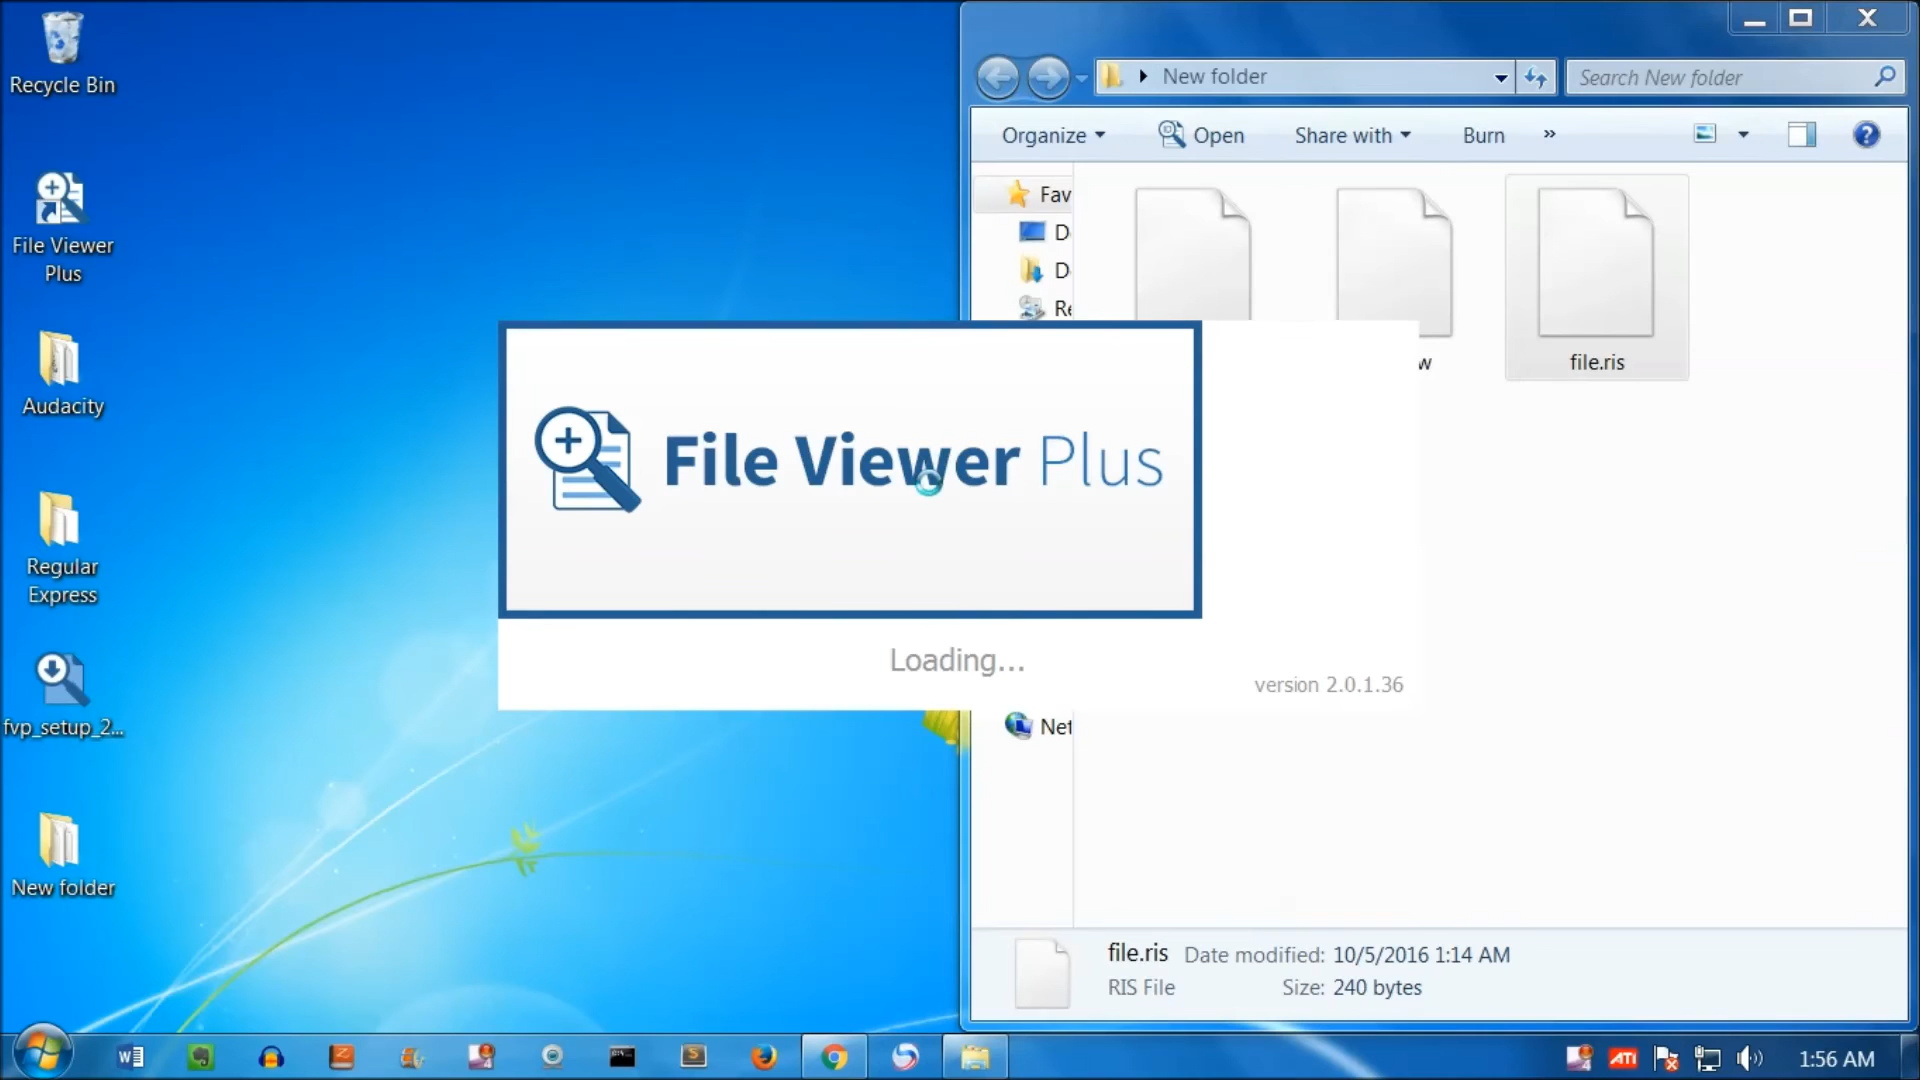 Recycle Bin
File Viewer
Plus
Audacity
Regular
Express
fvp_setup_2...
New folder
New folder
Search New folder
Organize
Open
Share with
Burn
»
?
Fav
D
D
Re
Net
w
file.ris
File Viewer Plus
Loading...
version 2.0.1.36
file.ris Date modified: 10/5/2016 1:14 AM
RIS File Size: 240 bytes
ATI
1:56 AM